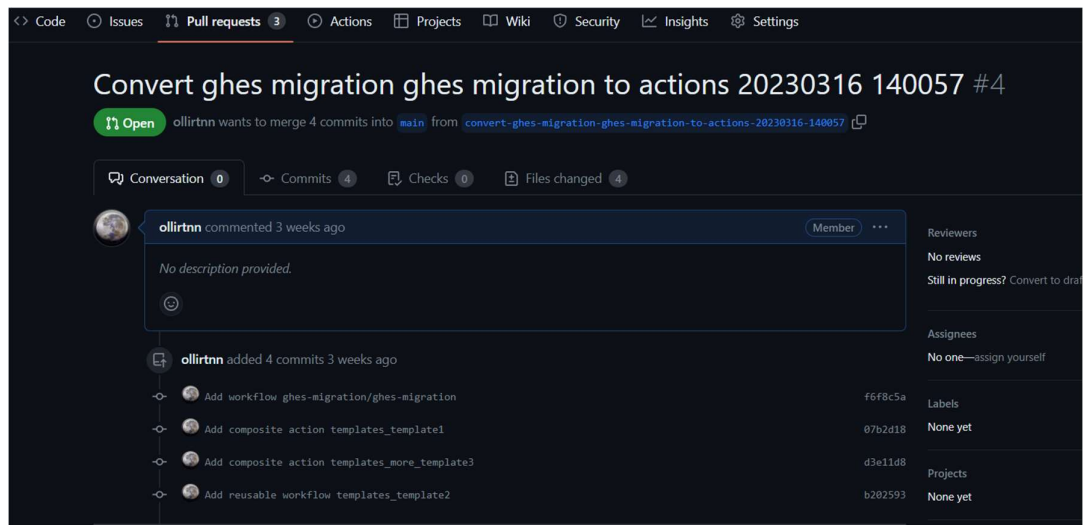 Code Issues Pull requests 3 Actions Projects Wiki Security Insights Settings
Convert ghes migration ghes migration to actions 20230316 140057 #4
Open ollirtnn wants to merge 4 commits into main from convert-ghes-migration-ghes-migration-to-actions-20230316-140057
Conversation 0 Commits 4 Checks 0 Files changed 4
ollirtnn commented 3 weeks ago Member
No description provided.
Reviewers
No reviews
Still in progress? Convert to draf
Assignees
No one—assign yourself
ollirtnn added 4 commits 3 weeks ago
Add workflow ghes-migration/ghes-migration f6f8c5a
Add composite action templates_template1 07b2d18
Add composite action templates_more_template3 d3e11d8
Add reusable workflow templates_template2 b202593
Labels
None yet
Projects
None yet